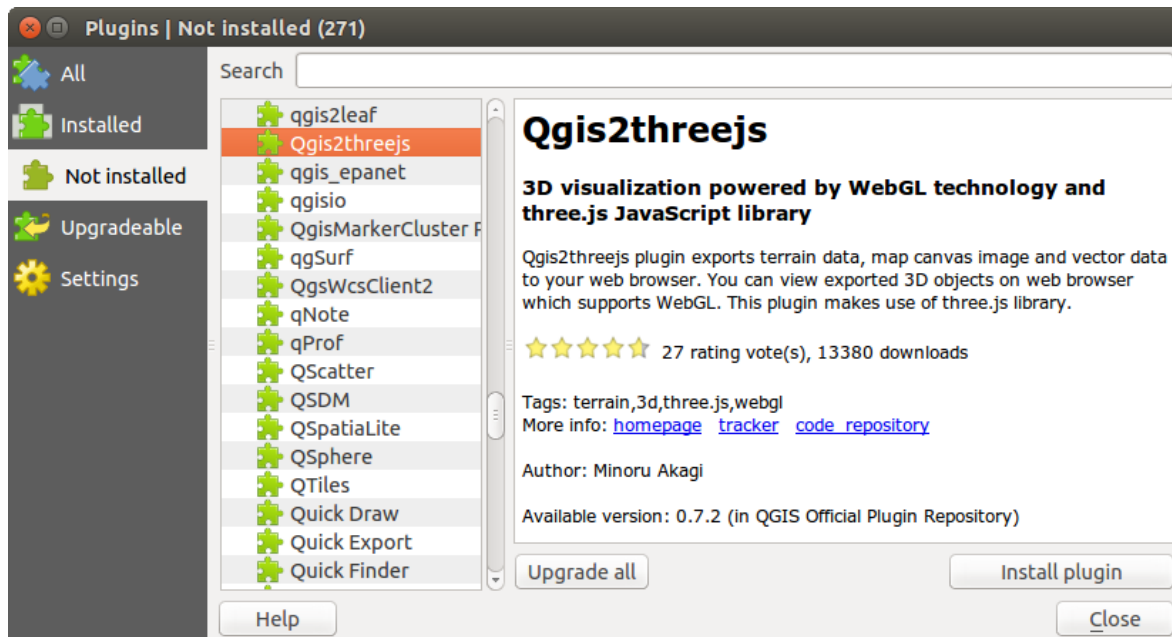 Plugins | Not installed (271)
All
Installed
Not installed
Upgradeable
Settings
Search
qgis2leaf
Qgis2threejs
qgis_epanet
qgisio
QgisMarkerCluster
qgSurf
QgsWcsClient2
qNote
qProf
QScatter
QSDM
QSpatiaLite
QSphere
QTiles
Quick Draw
Quick Export
Quick Finder
Qgis2threejs
3D visualization powered by WebGL technology and
three.js JavaScript library
Qgis2threejs plugin exports terrain data, map canvas image and vector data
to your web browser. You can view exported 3D objects on web browser
which supports WebGL. This plugin makes use of three.js library.
27 rating vote(s), 13380 downloads
Tags: terrain,3d,three.js,webgl
More info: homepage tracker code repository
Author: Minoru Akagi
Available version: 0.7.2 (in QGIS Official Plugin Repository)
Upgrade all
Install plugin
Help
Close